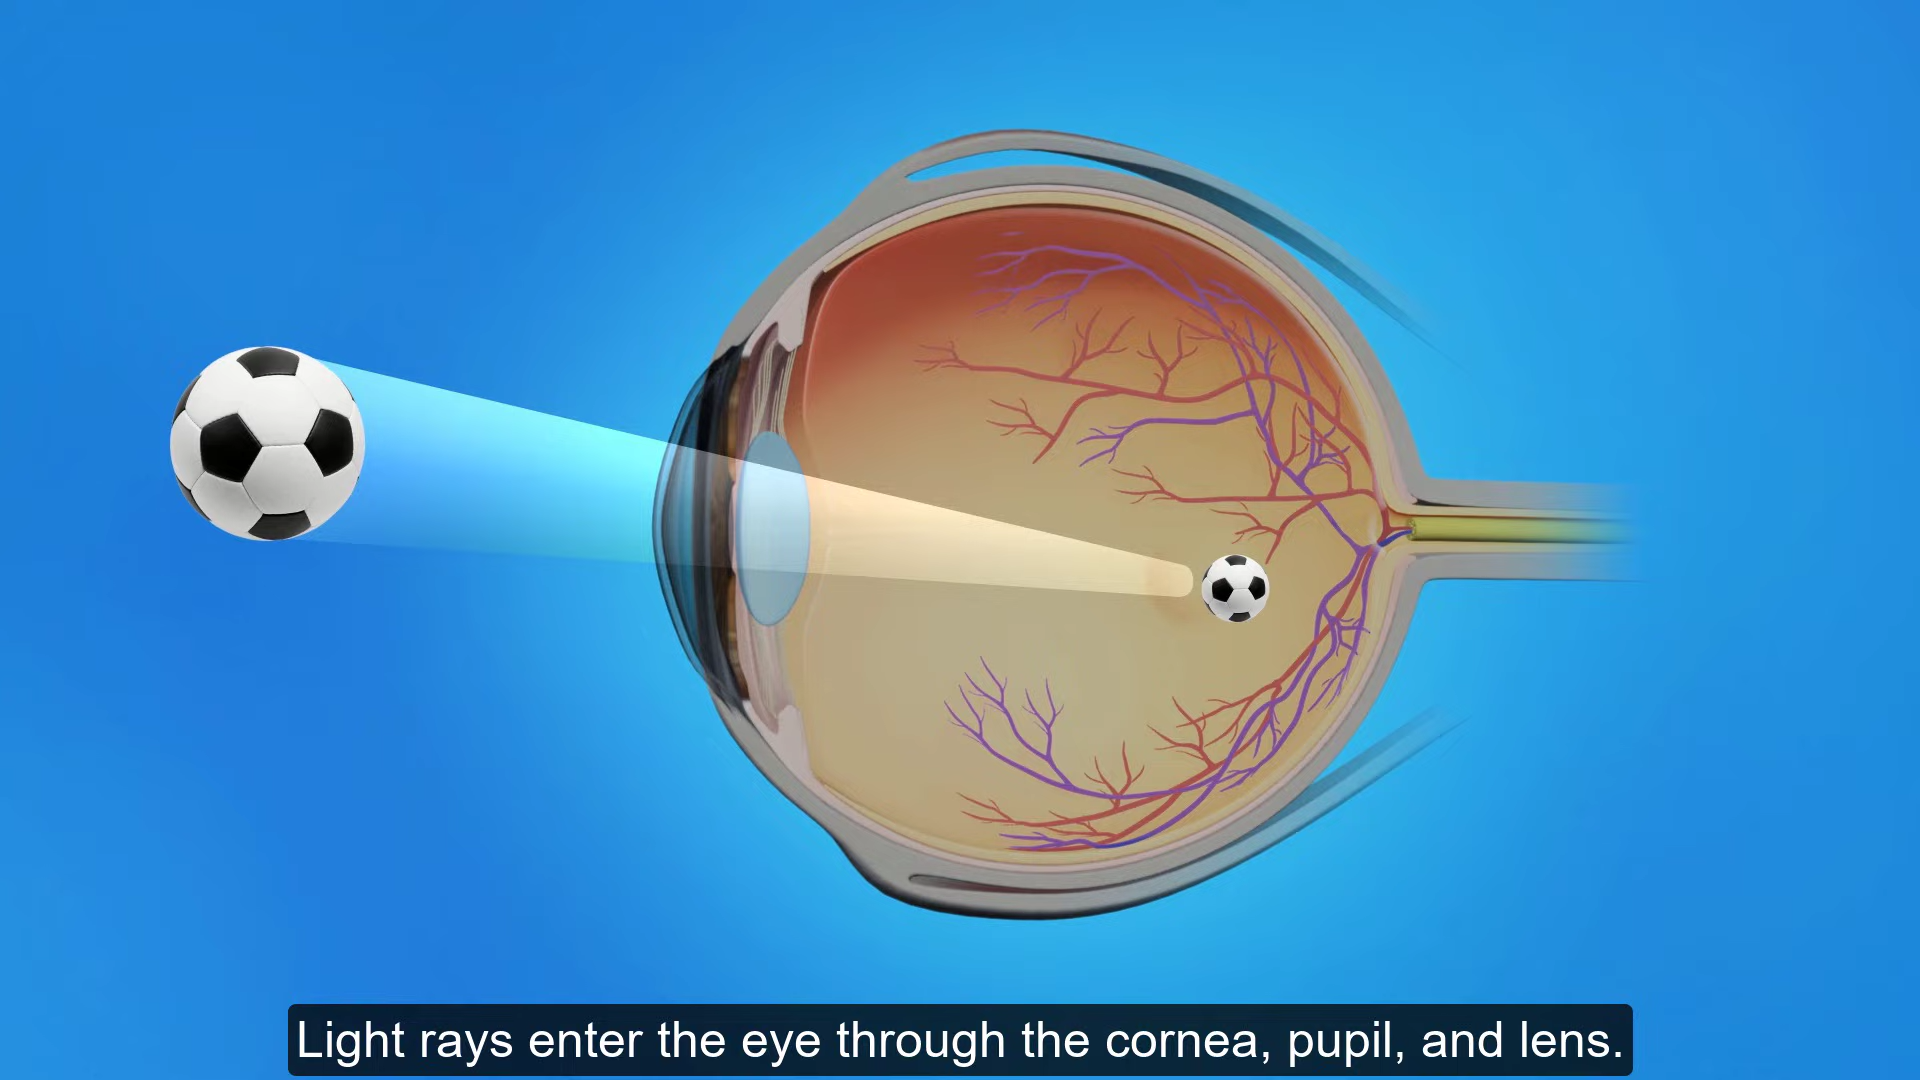 Light rays enter the eye through the cornea, pupil, and lens.